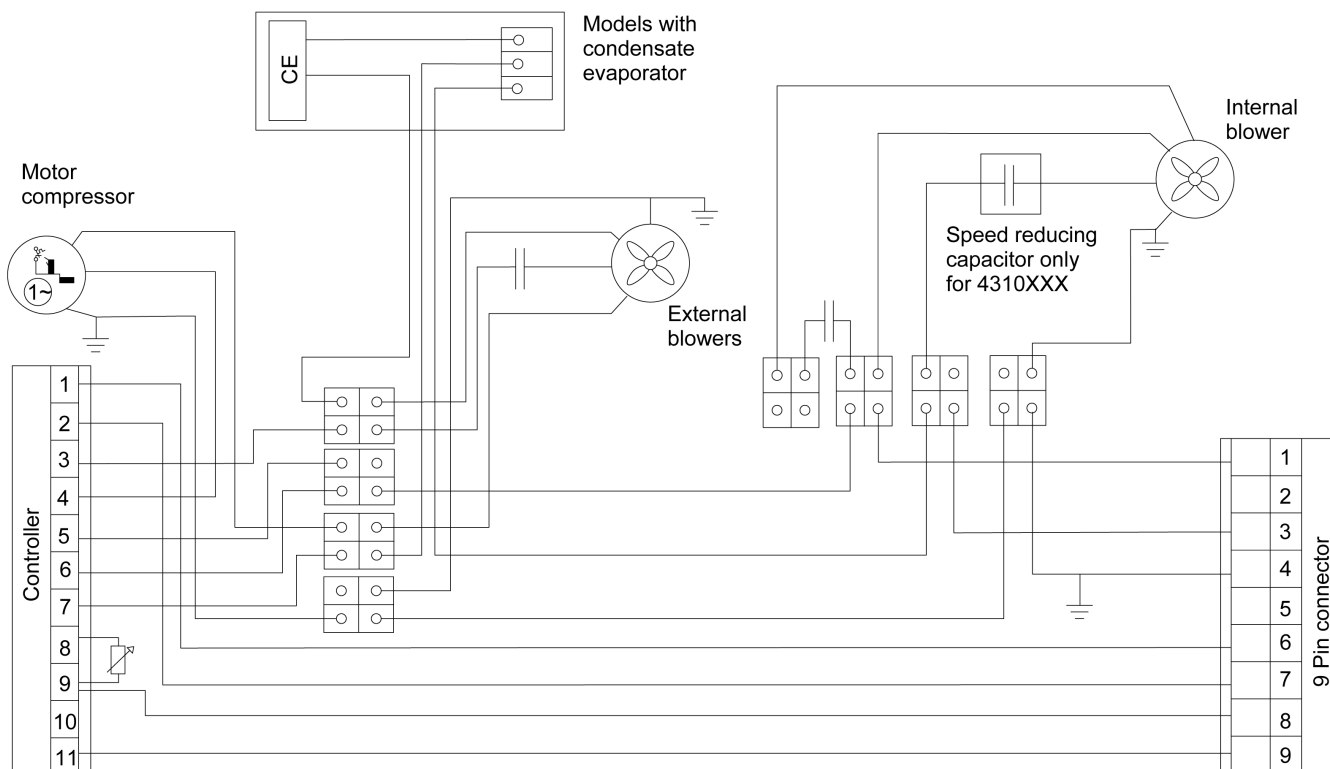 Models with
condensate
evaporator
CE
Internal
blower
Motor
compressor
1~
Speed reducing
capacitor only
for 4310XXX
External
blowers
Controller
1
2
3
4
5
6
7
8
9
10
11
1
2
3
4
5
6
7
8
9
9 Pin connector